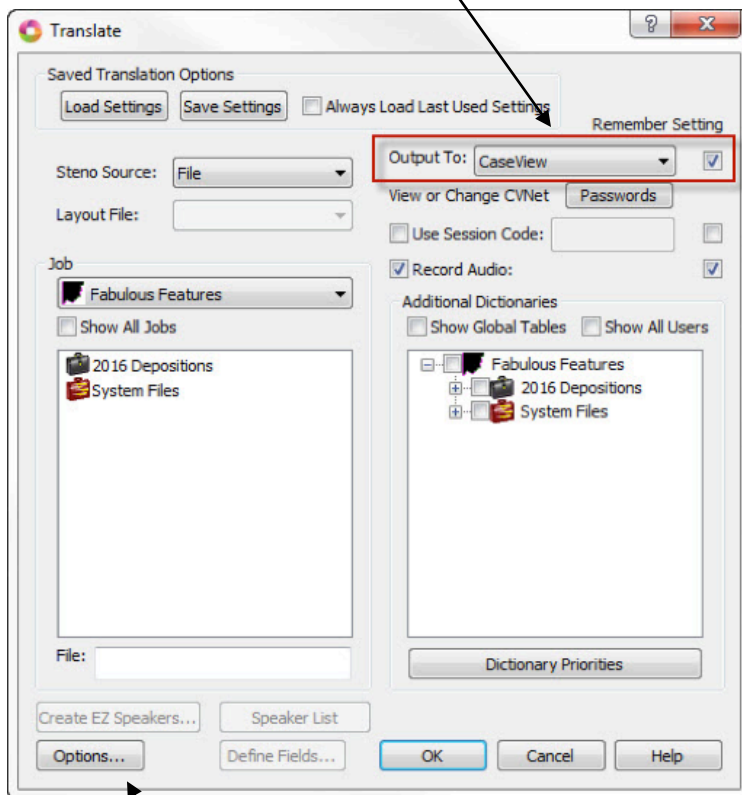 Translate
Saved Translation Options
Load Settings Save Settings Always Load Last Used Settings
Remember Setting
Steno Source: File
Output To: CaseView
Layout File:
View or Change CVNet Passwords
Use Session Code:
Job
Record Audio:
Fabulous Features
Show All Jobs
2016 Depositions
System Files
Additional Dictionaries
Show Global Tables Show All Users
Fabulous Features
2016 Depositions
System Files
File:
Dictionary Priorities
Create EZ Speakers... Speaker List
Options... Define Fields... OK Cancel Help